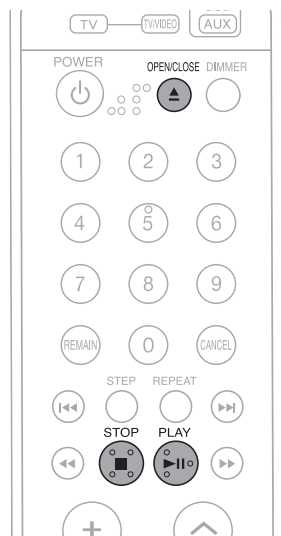 TV TV/VIDEO AUX
POWER OPEN/CLOSE DIMMER
1 2 3
4 5 6
7 8 9
REMAIN 0 CANCEL
STEP REPEAT
STOP PLAY